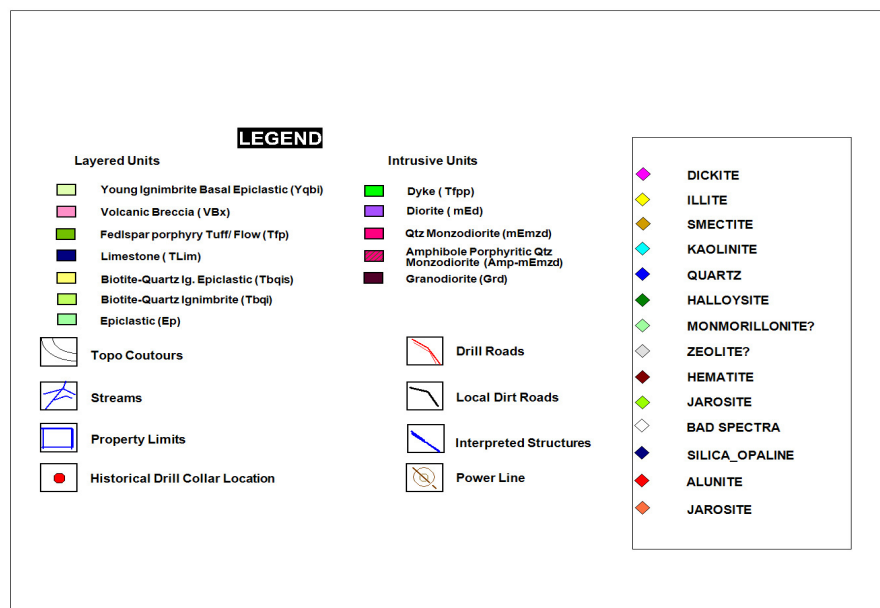 LEGEND
Layered Units
Young Ignimbrite Basal Epiclastic (Yqbi)
Volcanic Breccia ( VBx)
Fedlspar porphyry Tuff/ Flow (Tfp)
Limestone ( TLim)
Biotite-Quartz Ig. Epiclastic (Tbqis)
Biotite-Quartz Ignimbrite (Tbqi)
Epiclastic (Ep)
Topo Coutours
Streams
Property Limits
Historical Drill Collar Location
Intrusive Units
Dyke ( Tfpp)
Diorite ( mEd)
Qtz Monzodiorite (mEmzd)
Amphibole Porphyritic Qtz
Monzodiorite (Amp-mEmzd)
Granodiorite (Grd)
Drill Roads
Local Dirt Roads
Interpreted Structures
Power Line
DICKITE
ILLITE
SMECTITE
KAOLINITE
QUARTZ
HALLOYSITE
MONMORILLONITE?
ZEOLITE?
HEMATITE
JAROSITE
BAD SPECTRA
SILICA_OPALINE
ALUNITE
JAROSITE